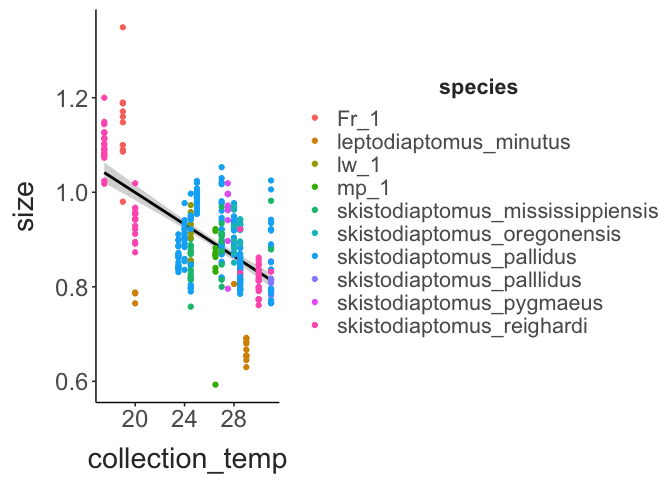 size
1.2
1.0
0.8
0.6
20 24 28
collection_temp
species
Fr_1
leptodiaptomus_minutus
lw_1
mp_1
skistodiaptomus_mississippiensis
skistodiaptomus_oregonensis
skistodiaptomus_pallidus
skistodiaptomus_palllidus
skistodiaptomus_pygmaeus
skistodiaptomus_reighardi